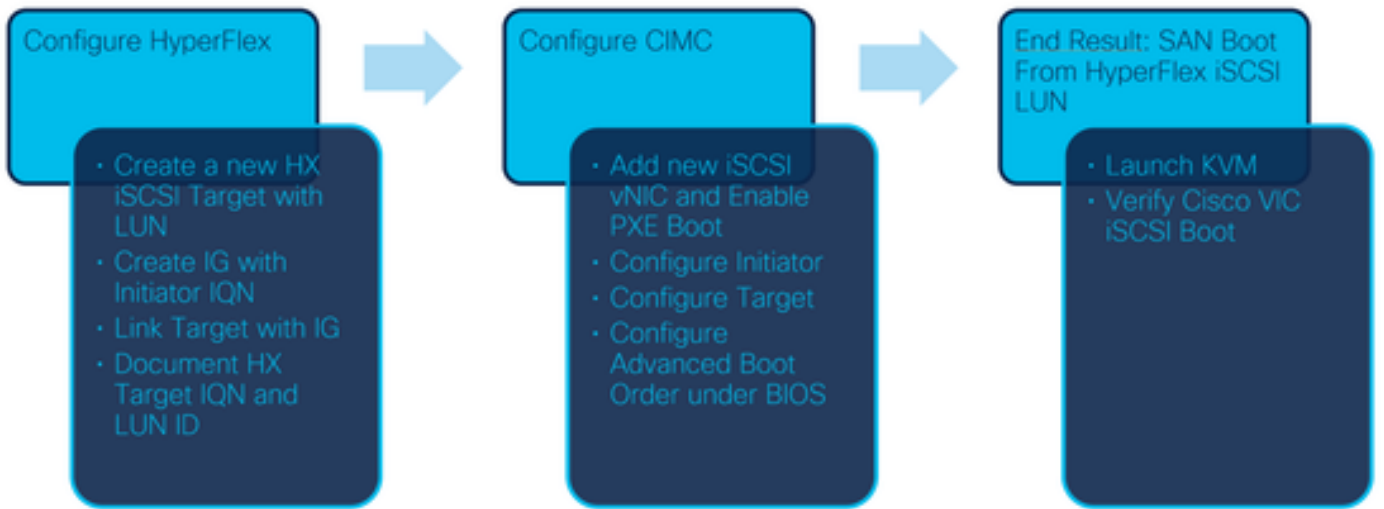 Configure HyperFlex
• Create a new HX
iSCSI Target with
LUN
• Create IG with
Initiator IQN
• Link Target with IG
• Document HX
Target IQN and
LUN ID
Configure CIMC
• Add new iSCSI
vNIC and Enable
PXE Boot
• Configure Initiator
• Configure Target
• Configure
Advanced Boot
Order under BIOS
End Result: SAN Boot
From HyperFlex iSCSI
LUN
• Launch KVM
• Verify Cisco VIC
iSCSI Boot